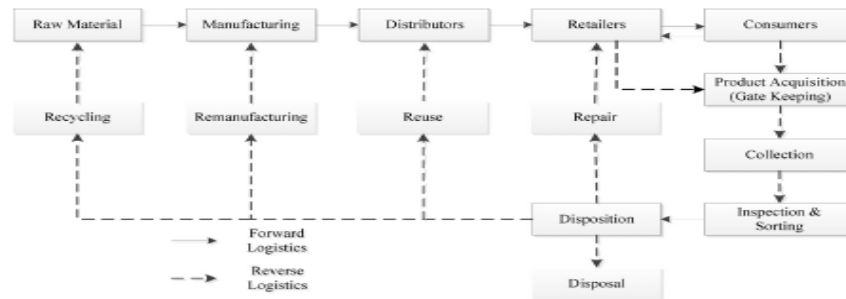 Raw Material
Manufacturing
Distributors
Retailers
Consumers
Product Acquisition
(Gate Keeping)
Recycling
Remanufacturing
Reuse
Repair
Collection
Disposition
Inspection &
Sorting
Forward
Logistics
Reverse
Logistics
Disposal